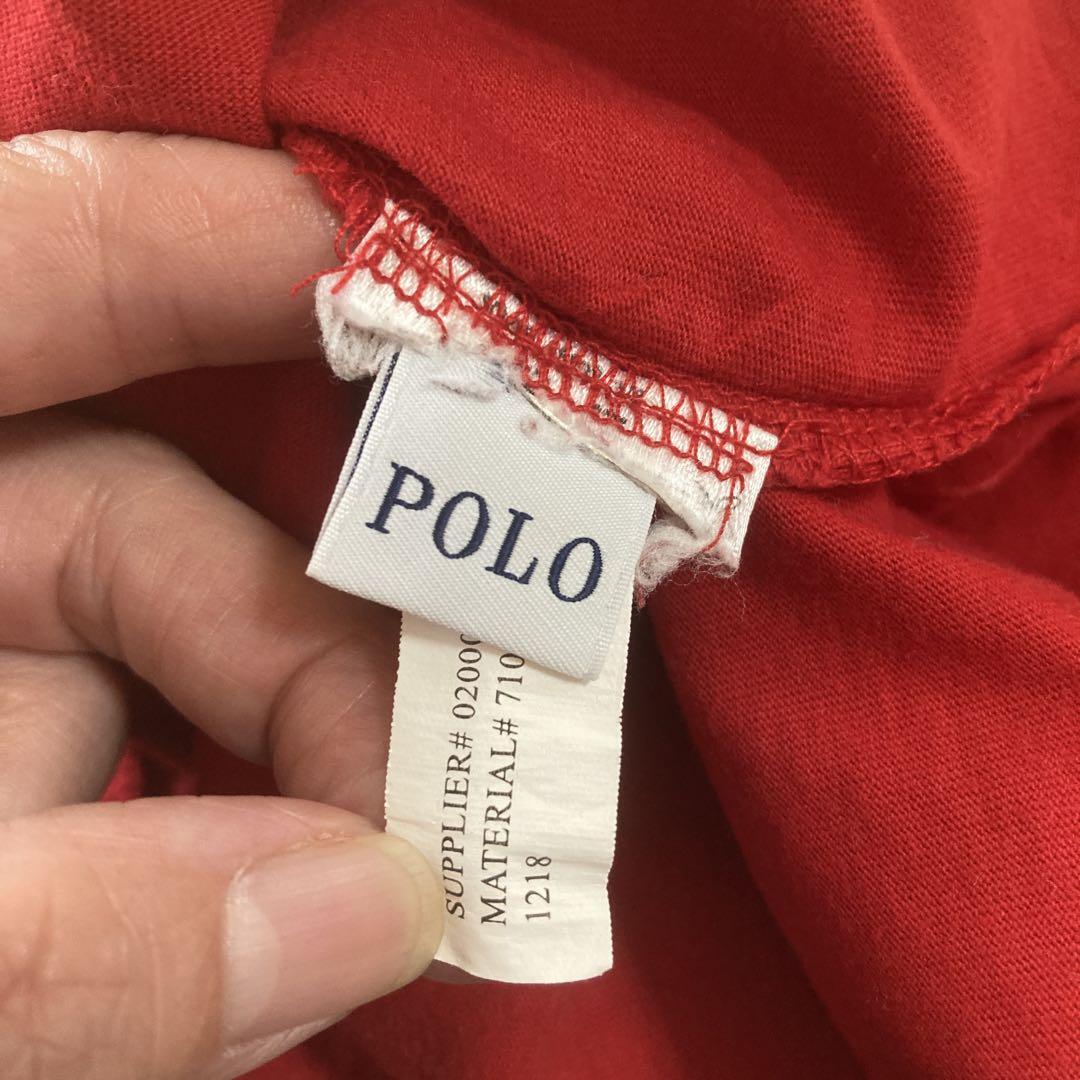 POLO
SUPPLIER# 0200
MATERIAL# 710
1218